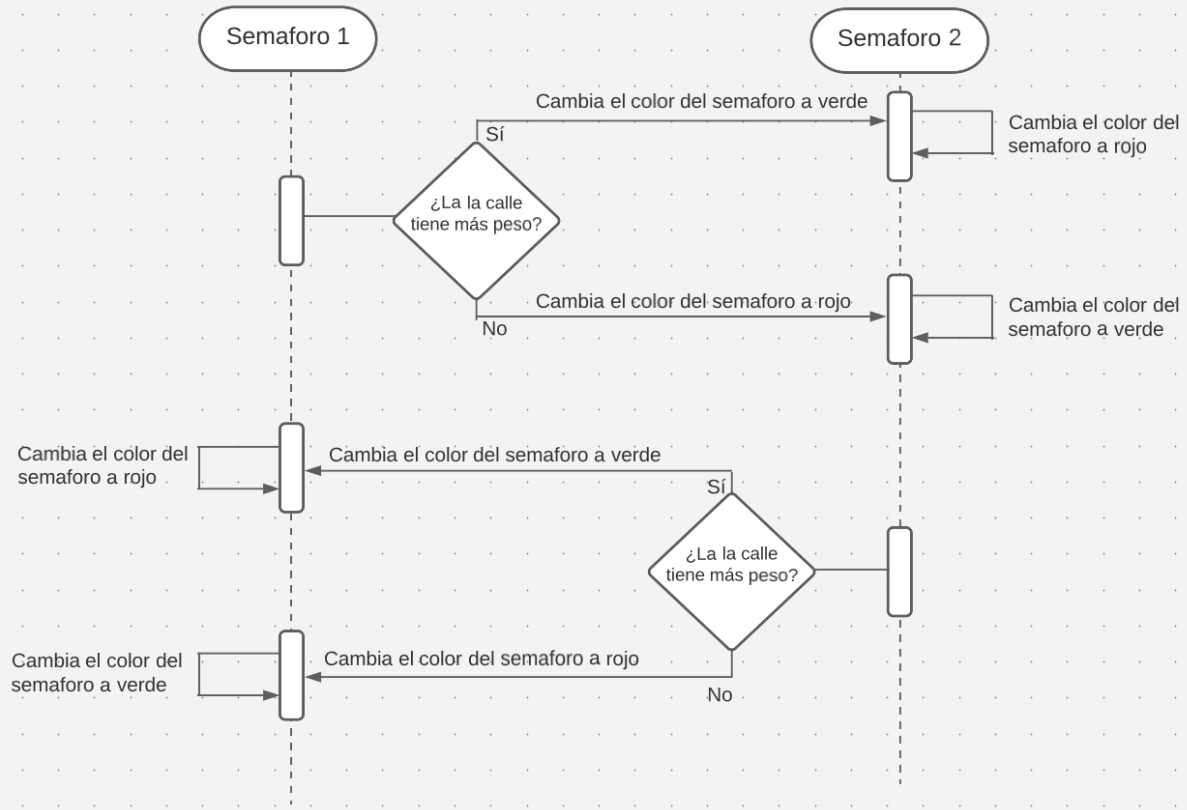 Semaforo 1
Semaforo 2
Cambia el color del semaforo a verde
Sí
Cambia el color del
semaforo a rojo
¿La la calle
tiene más peso?
Cambia el color del semaforo a rojo
No
Cambia el color del
semaforo a verde
Cambia el color del
semaforo a rojo
Cambia el color del semaforo a verde
Sí
¿La la calle
tiene más peso?
Cambia el color del
semaforo a verde
Cambia el color del semaforo a rojo
No